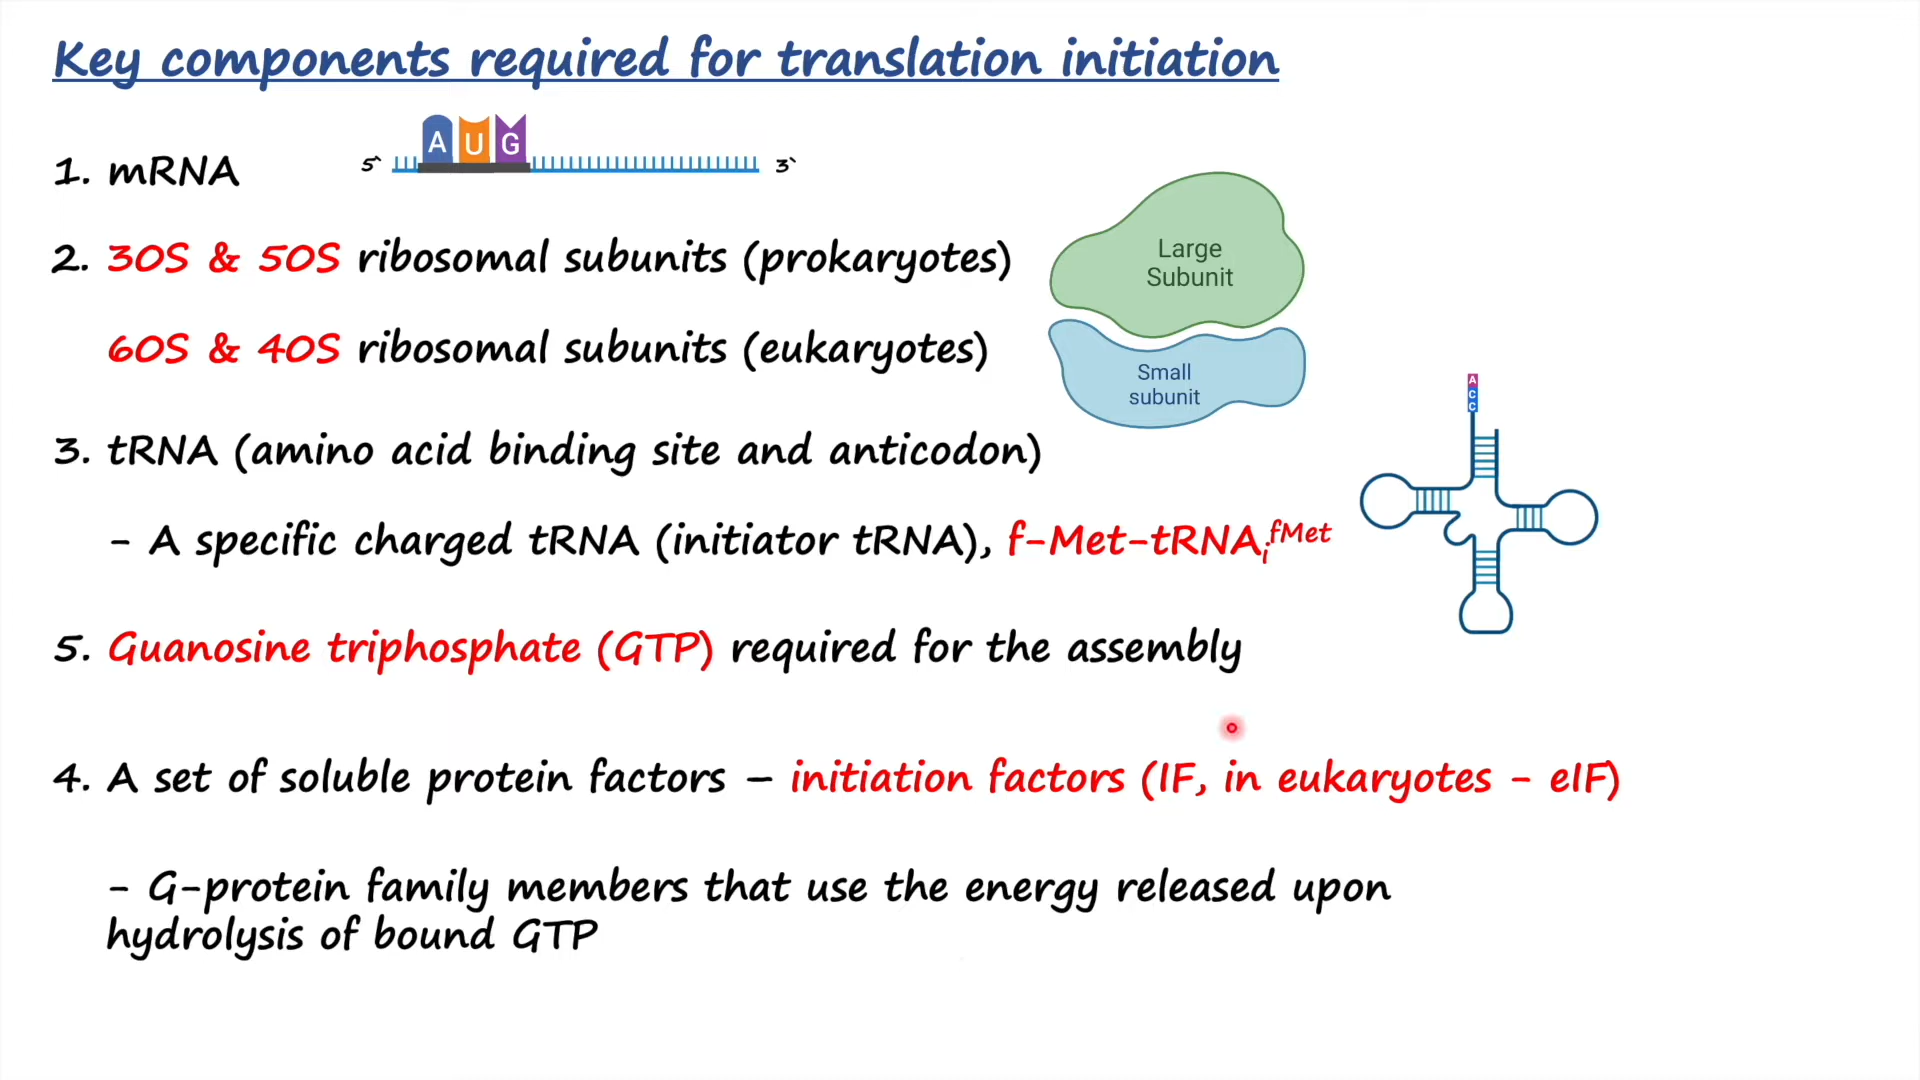 Key components required for translation initiation
1. mRNA
5` A U G 3`
2. 30S & 50S ribosomal subunits (prokaryotes)
60S & 40S ribosomal subunits (eukaryotes)
Large
Subunit
Small
subunit
3. tRNA (amino acid binding site and anticodon)
- A specific charged tRNA (initiator tRNA), f-Met-tRNAᵢᶠᴹᵉᵗ
A
C
C
5. Guanosine triphosphate (GTP) required for the assembly
4. A set of soluble protein factors – initiation factors (IF, in eukaryotes - eIF)
- G-protein family members that use the energy released upon
hydrolysis of bound GTP